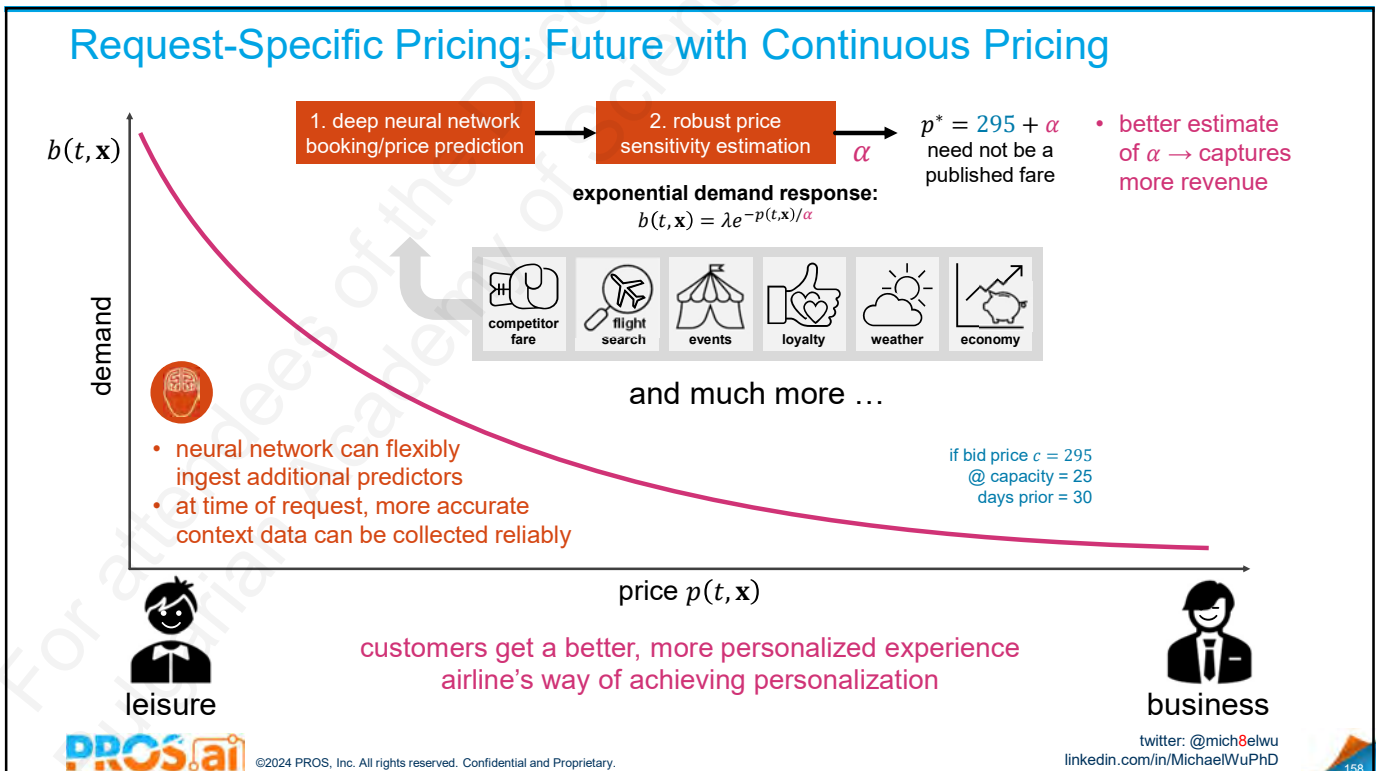 Request-Specific Pricing: Future with Continuous Pricing
b(t, x)
1. deep neural network
booking/price prediction
2. robust price
sensitivity estimation
α
p* = 295 + α
need not be a
published fare
• better estimate
of α → captures
more revenue
exponential demand response:
b(t, x) = λe^{−p(t,x)/α}
competitor
fare
flight
search
events
loyalty
weather
economy
and much more …
demand
• neural network can flexibly
ingest additional predictors
• at time of request, more accurate
context data can be collected reliably
if bid price c = 295
@ capacity = 25
days prior = 30
price p(t, x)
leisure
customers get a better, more personalized experience
airline's way of achieving personalization
business
PROS.ai
©2024 PROS, Inc. All rights reserved. Confidential and Proprietary.
twitter: @mich8elwu
linkedin.com/in/MichaelWuPhD
158
For attendees of the